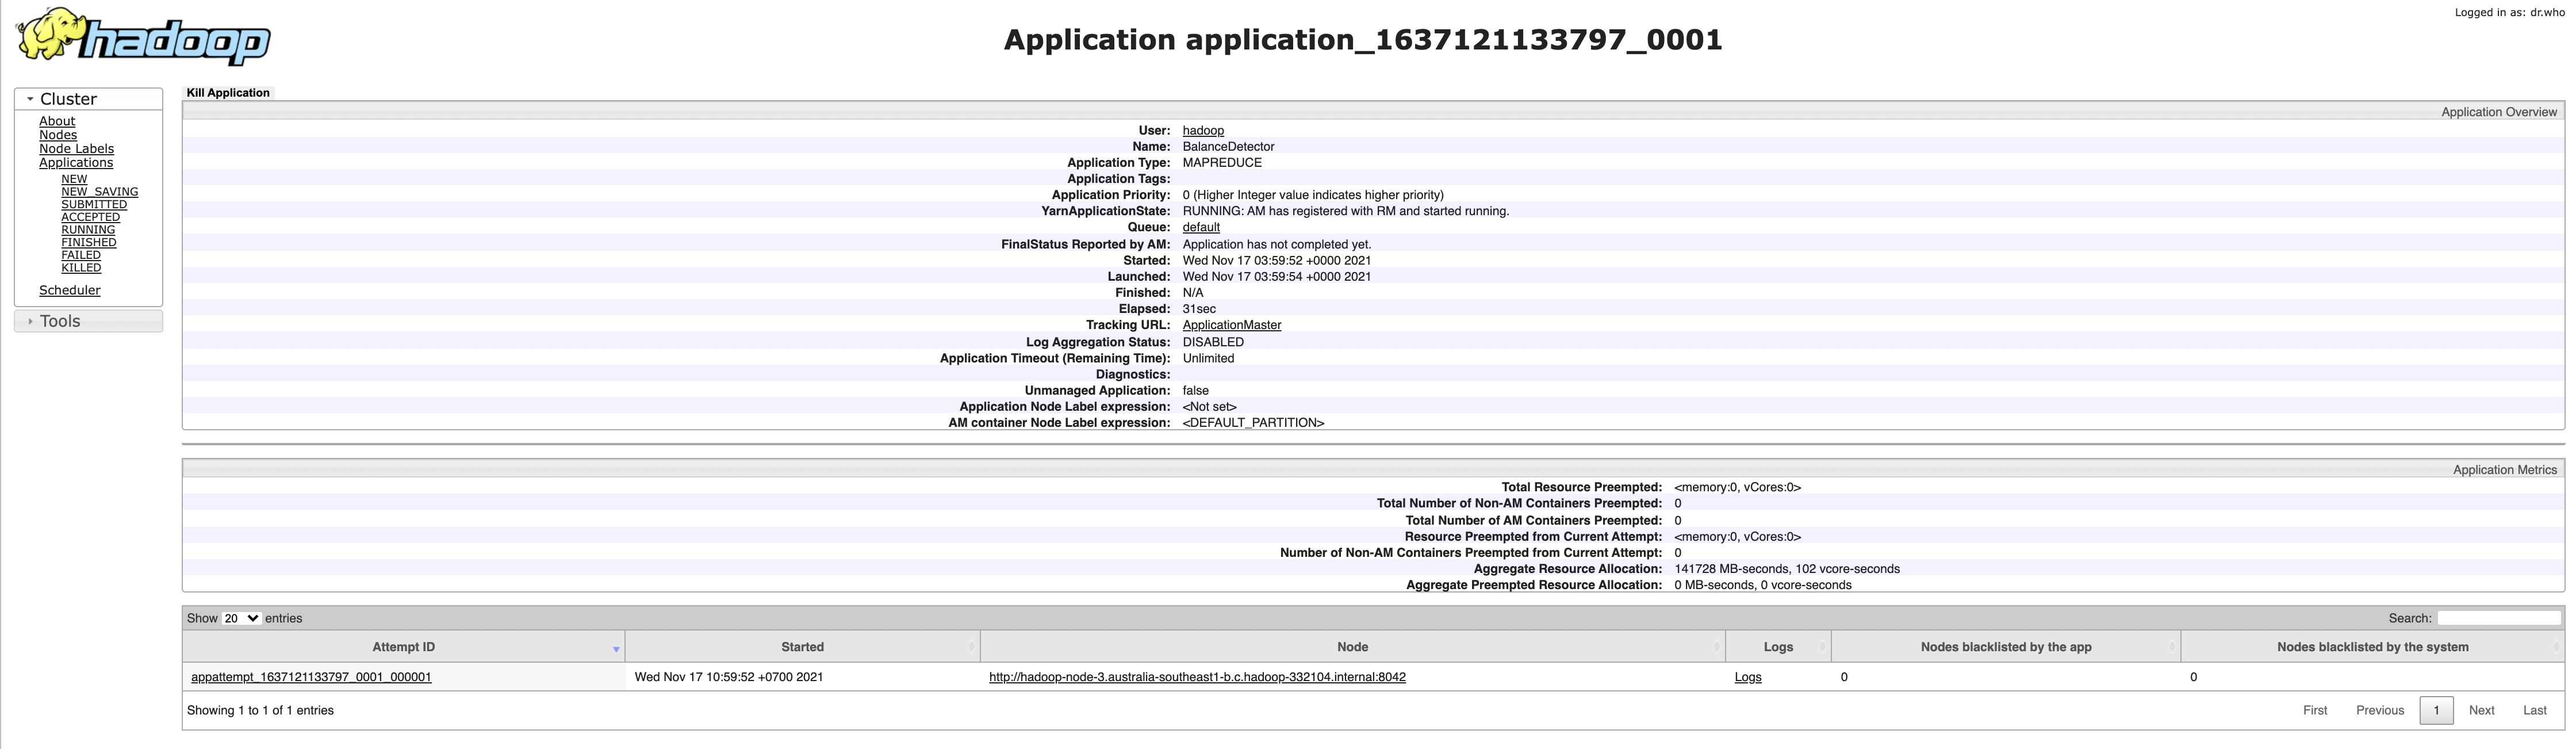 Logged in as: dr.who
hadoop
Application application_1637121133797_0001
Cluster
About
Nodes
Node Labels
Applications
NEW
NEW_SAVING
SUBMITTED
ACCEPTED
RUNNING
FINISHED
FAILED
KILLED
Scheduler
Tools
Kill Application
Application Overview
User: hadoop
Name: BalanceDetector
Application Type: MAPREDUCE
Application Tags:
Application Priority: 0 (Higher Integer value indicates higher priority)
YarnApplicationState: RUNNING: AM has registered with RM and started running.
Queue: default
FinalStatus Reported by AM: Application has not completed yet.
Started: Wed Nov 17 03:59:52 +0000 2021
Launched: Wed Nov 17 03:59:54 +0000 2021
Finished: N/A
Elapsed: 31sec
Tracking URL: ApplicationMaster
Log Aggregation Status: DISABLED
Application Timeout (Remaining Time): Unlimited
Diagnostics:
Unmanaged Application: false
Application Node Label expression: <Not set>
AM container Node Label expression: <DEFAULT_PARTITION>
Application Metrics
Total Resource Preempted: <memory:0, vCores:0>
Total Number of Non-AM Containers Preempted: 0
Total Number of AM Containers Preempted: 0
Resource Preempted from Current Attempt: <memory:0, vCores:0>
Number of Non-AM Containers Preempted from Current Attempt: 0
Aggregate Resource Allocation: 141728 MB-seconds, 102 vcore-seconds
Aggregate Preempted Resource Allocation: 0 MB-seconds, 0 vcore-seconds
Show 20 entries Search:
Attempt ID Started Node Logs Nodes blacklisted by the app Nodes blacklisted by the system
appattempt_1637121133797_0001_000001 Wed Nov 17 10:59:52 +0700 2021 http://hadoop-node-3.australia-southeast1-b.c.hadoop-332104.internal:8042 Logs 0 0
Showing 1 to 1 of 1 entries First Previous 1 Next Last